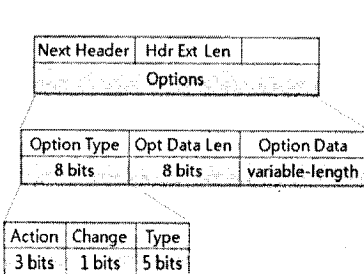 Next Header Hdr Ext Len
Options
Option Type Opt Data Len Option Data
8 bits 8 bits variable-length
Action Change Type
3 bits 1 bits 5 bits